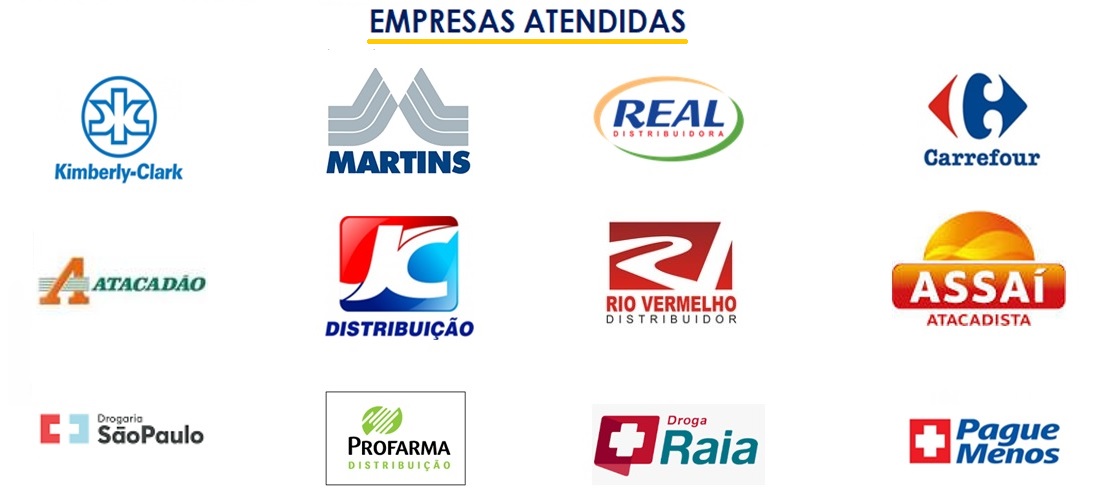 EMPRESAS ATENDIDAS
Kimberly-Clark
MARTINS
REAL
DISTRIBUIDORA
Carrefour
A ATACADÃO
JC
DISTRIBUIÇÃO
RIO VERMELHO
DISTRIBUIDOR
ASSAÍ
ATACADISTA
Drogaria
SãoPaulo
PROFARMA
DISTRIBUIÇÃO
Droga
Raia
Pague
Menos